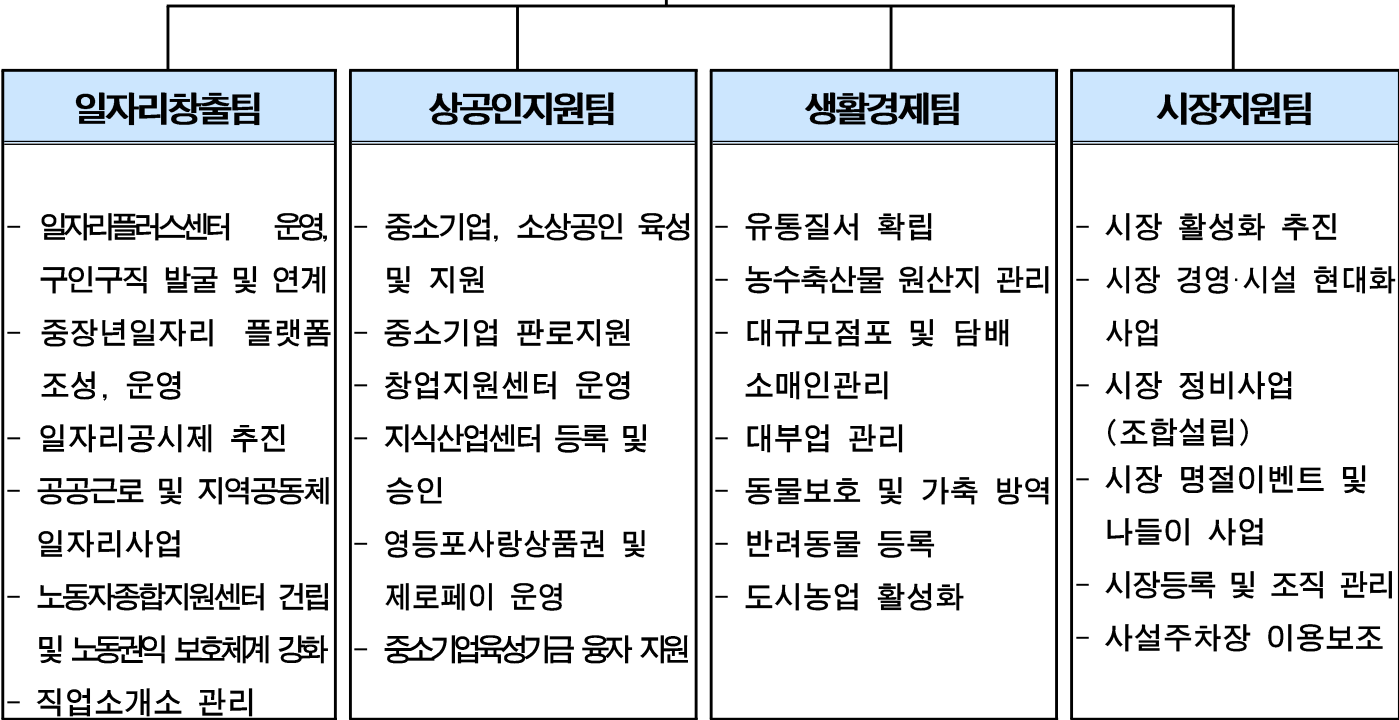 일자리창출팀
- 일자리플러스센터 운영,
구인구직 발굴 및 연계
- 중장년일자리 플랫폼
조성, 운영
- 일자리공시제 추진
- 공공근로 및 지역공동체
일자리사업
- 노동자종합지원센터 건립
및 노동권익 보호체계 강화
- 직업소개소 관리
상공인지원팀
- 중소기업, 소상공인 육성
및 지원
- 중소기업 판로지원
- 창업지원센터 운영
- 지식산업센터 등록 및
승인
- 영등포사랑상품권 및
제로페이 운영
- 중소기업육성기금 융자 지원
생활경제팀
- 유통질서 확립
- 농수축산물 원산지 관리
- 대규모점포 및 담배
소매인관리
- 대부업 관리
- 동물보호 및 가축 방역
- 반려동물 등록
- 도시농업 활성화
시장지원팀
- 시장 활성화 추진
- 시장 경영·시설 현대화
사업
- 시장 정비사업
(조합설립)
- 시장 명절이벤트 및
나들이 사업
- 시장등록 및 조직 관리
- 사설주차장 이용보조